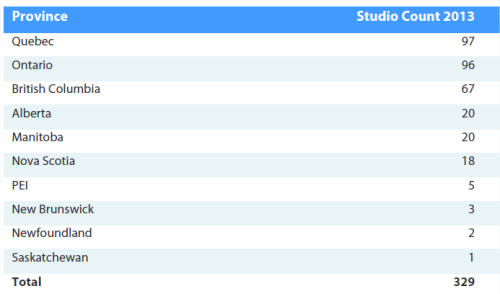 Province Studio Count 2013
Quebec 97
Ontario 96
British Columbia 67
Alberta 20
Manitoba 20
Nova Scotia 18
PEI 5
New Brunswick 3
Newfoundland 2
Saskatchewan 1
Total 329